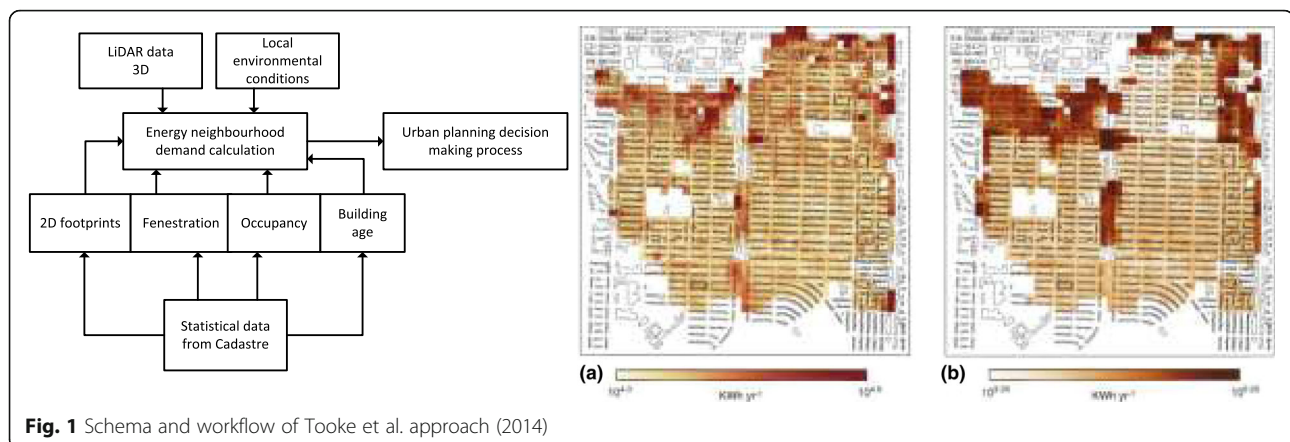 LiDAR data
3D
Local
environmental
conditions
Energy neighbourhood
demand calculation
Urban planning decision
making process
2D footprints
Fenestration
Occupancy
Building
age
Statistical data
from Cadastre
(a)
KWh yr⁻¹
(b)
KWh yr⁻¹
Fig. 1 Schema and workflow of Tooke et al. approach (2014)